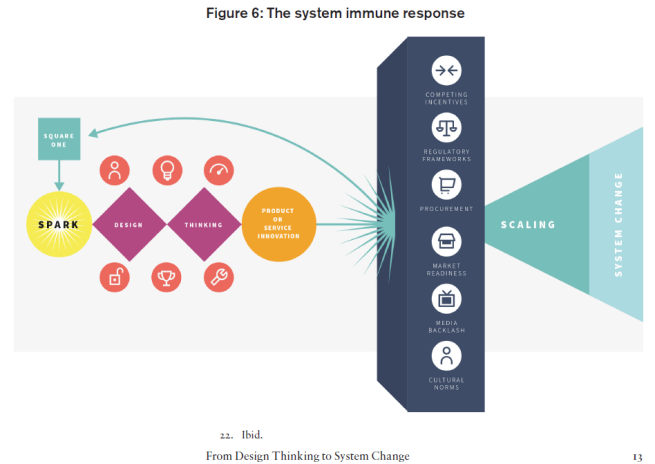 Figure 6: The system immune response
SQUARE
ONE
SPARK
DESIGN
THINKING
PRODUCT
OR
SERVICE
INNOVATION
COMPETING
INCENTIVES
REGULATORY
FRAMEWORKS
PROCUREMENT
MARKET
READINESS
MEDIA
BACKLASH
CULTURAL
NORMS
SCALING
SYSTEM CHANGE
22. Ibid.
From Design Thinking to System Change
13